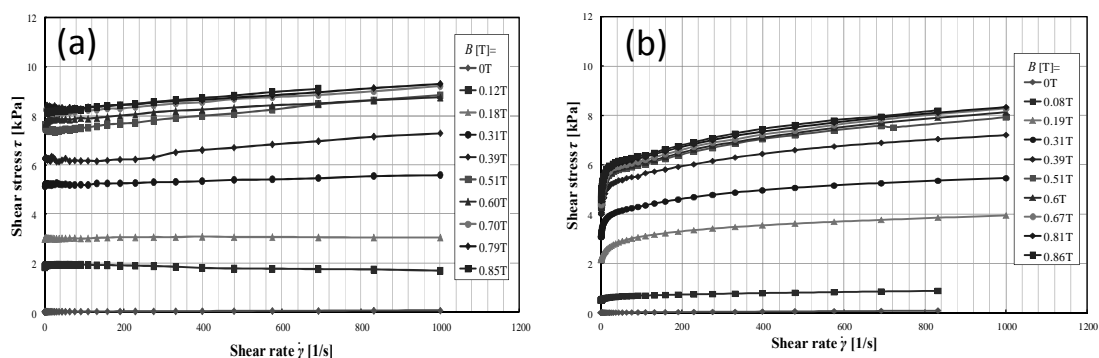 (a)
Shear stress τ [kPa]
12
10
8
6
4
2
0
0
200
400
600
800
1000
1200
Shear rate γ̇ [1/s]
B [T]=
0T
0.12T
0.18T
0.31T
0.39T
0.51T
0.60T
0.70T
0.79T
0.85T
(b)
Shear stress τ [kPa]
12
10
8
6
4
2
0
0
200
400
600
800
1000
1200
Shear rate γ̇ [1/s]
B [T]=
0T
0.08T
0.19T
0.31T
0.39T
0.51T
0.6T
0.67T
0.81T
0.86T